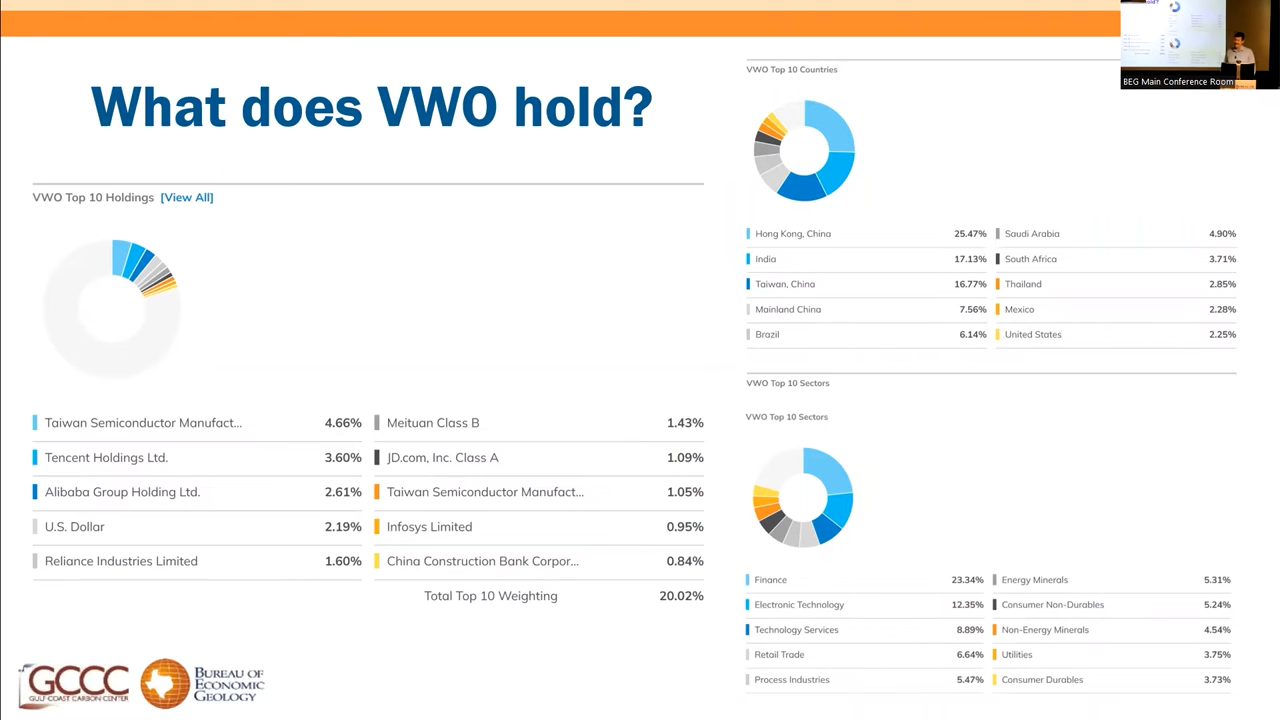 What does VWO hold?
VWO Top 10 Holdings [View All]
Taiwan Semiconductor Manufact... 4.66%
Tencent Holdings Ltd. 3.60%
Alibaba Group Holding Ltd. 2.61%
U.S. Dollar 2.19%
Reliance Industries Limited 1.60%
Meituan Class B 1.43%
JD.com, Inc. Class A 1.09%
Taiwan Semiconductor Manufact... 1.05%
Infosys Limited 0.95%
China Construction Bank Corpor... 0.84%
Total Top 10 Weighting 20.02%
VWO Top 10 Countries
Hong Kong, China 25.47%
India 17.13%
Taiwan, China 16.77%
Mainland China 7.56%
Brazil 6.14%
Saudi Arabia 4.90%
South Africa 3.71%
Thailand 2.85%
Mexico 2.28%
United States 2.25%
VWO Top 10 Sectors
VWO Top 10 Sectors
Finance 23.34%
Electronic Technology 12.35%
Technology Services 8.89%
Retail Trade 6.64%
Process Industries 5.47%
Energy Minerals 5.31%
Consumer Non-Durables 5.24%
Non-Energy Minerals 4.54%
Utilities 3.75%
Consumer Durables 3.73%
GCCC
GULF COAST CARBON CENTER
BUREAU OF
ECONOMIC
GEOLOGY
hold?
BEG Main Conference Room